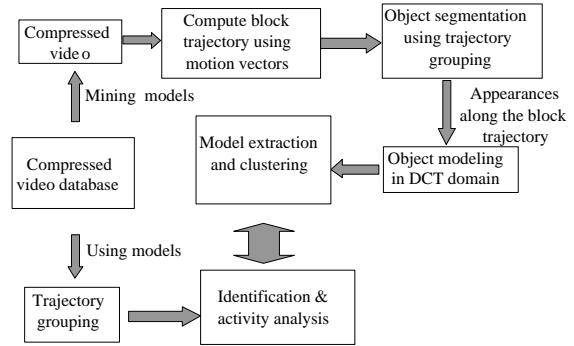 Compressed
video
Compute block
trajectory using
motion vectors
Object segmentation
using trajectory
grouping
Mining models
Appearances
along the block
trajectory
Compressed
video database
Model extraction
and clustering
Object modeling
in DCT domain
Using models
Trajectory
grouping
Identification &
activity analysis